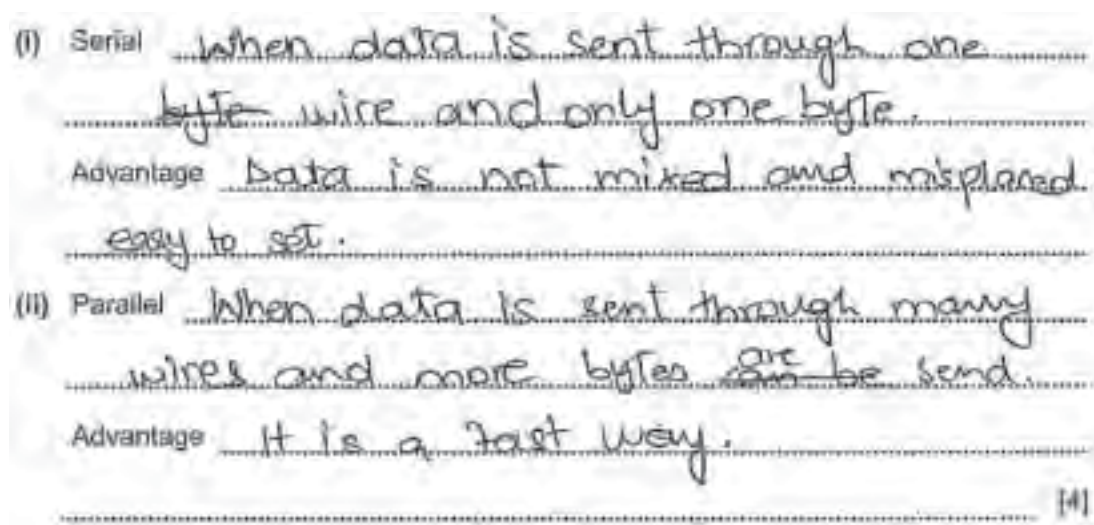 (i) Serial When data is sent through one
byte wire and only one byte.
Advantage Data is not mixed and misplaced
easy to set.
(ii) Parallel When data is sent through many
wires and more bytes are can be send.
Advantage It is a fast way.
[4]